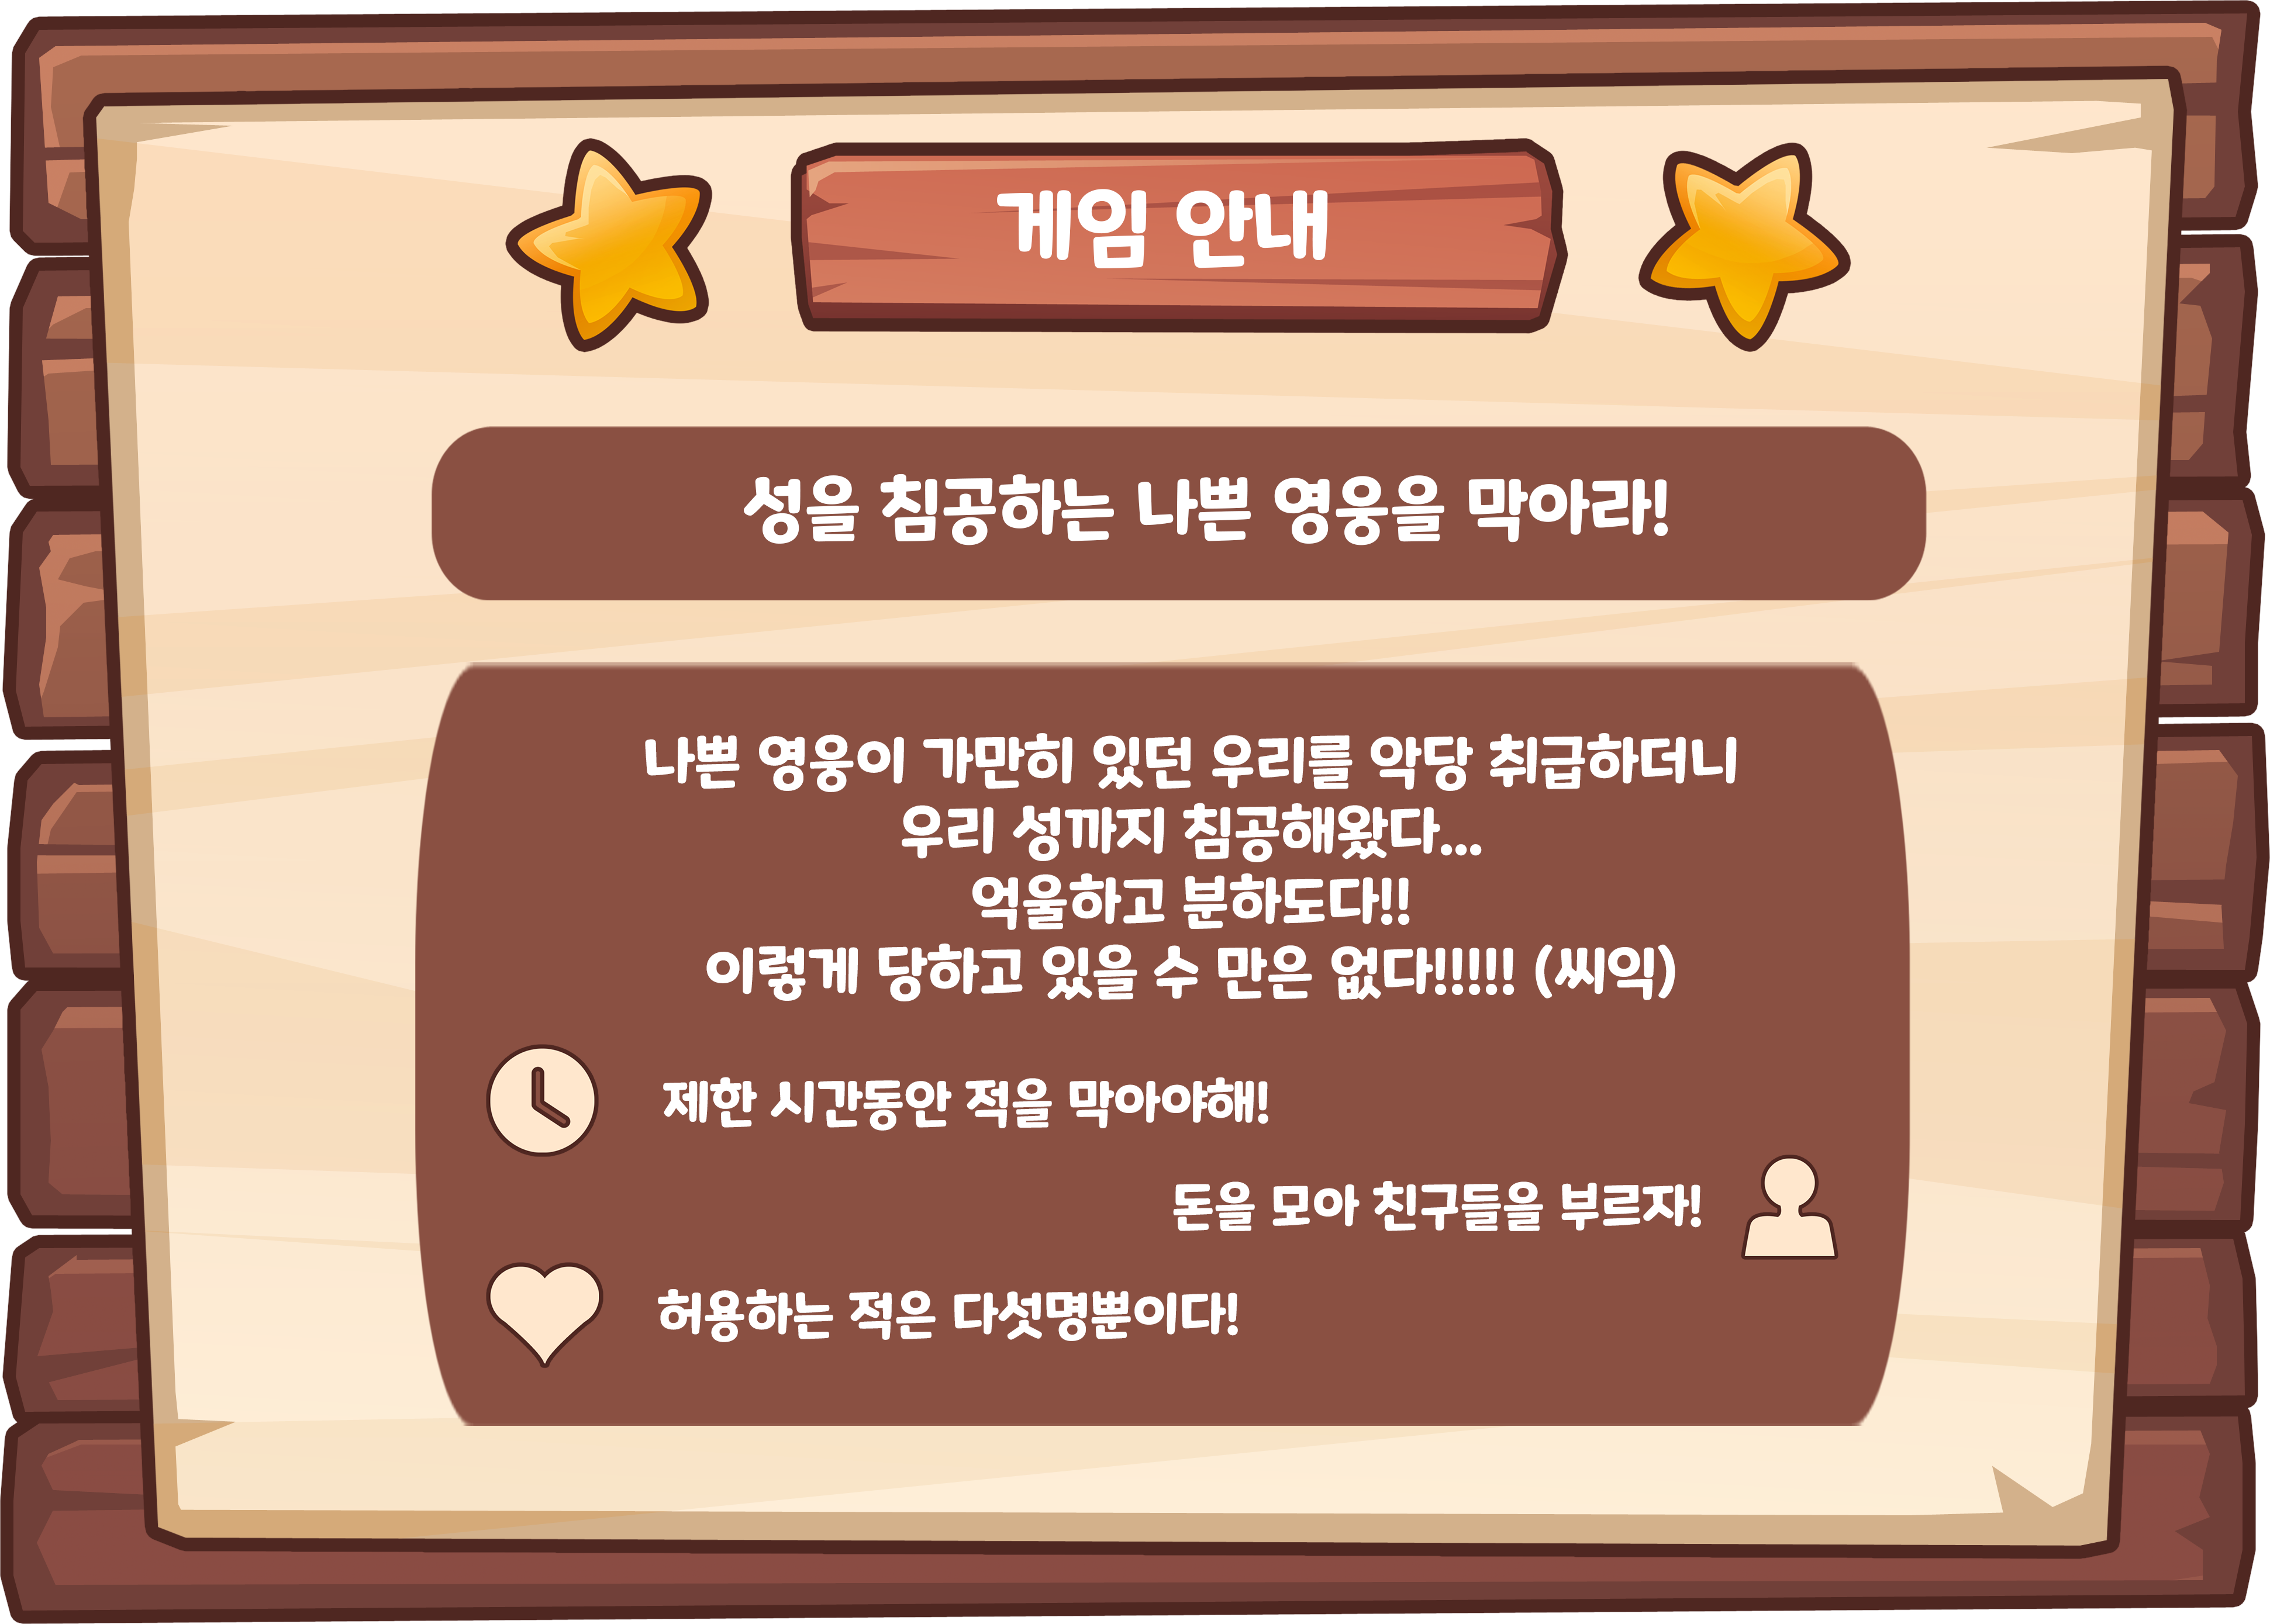 게임 안내
성을 침공하는 나쁜 영웅을 막아라!
나쁜 영웅이 가만히 있던 우리를 악당 취급하더니
우리 성까지 침공해왔다...
억울하고 분하도다!!
이렇게 당하고 있을 수 만은 없다!!!!!! (씨익)
제한 시간동안 적을 막아야해!
돈을 모아 친구들을 부르자!
허용하는 적은 다섯명뿐이다!